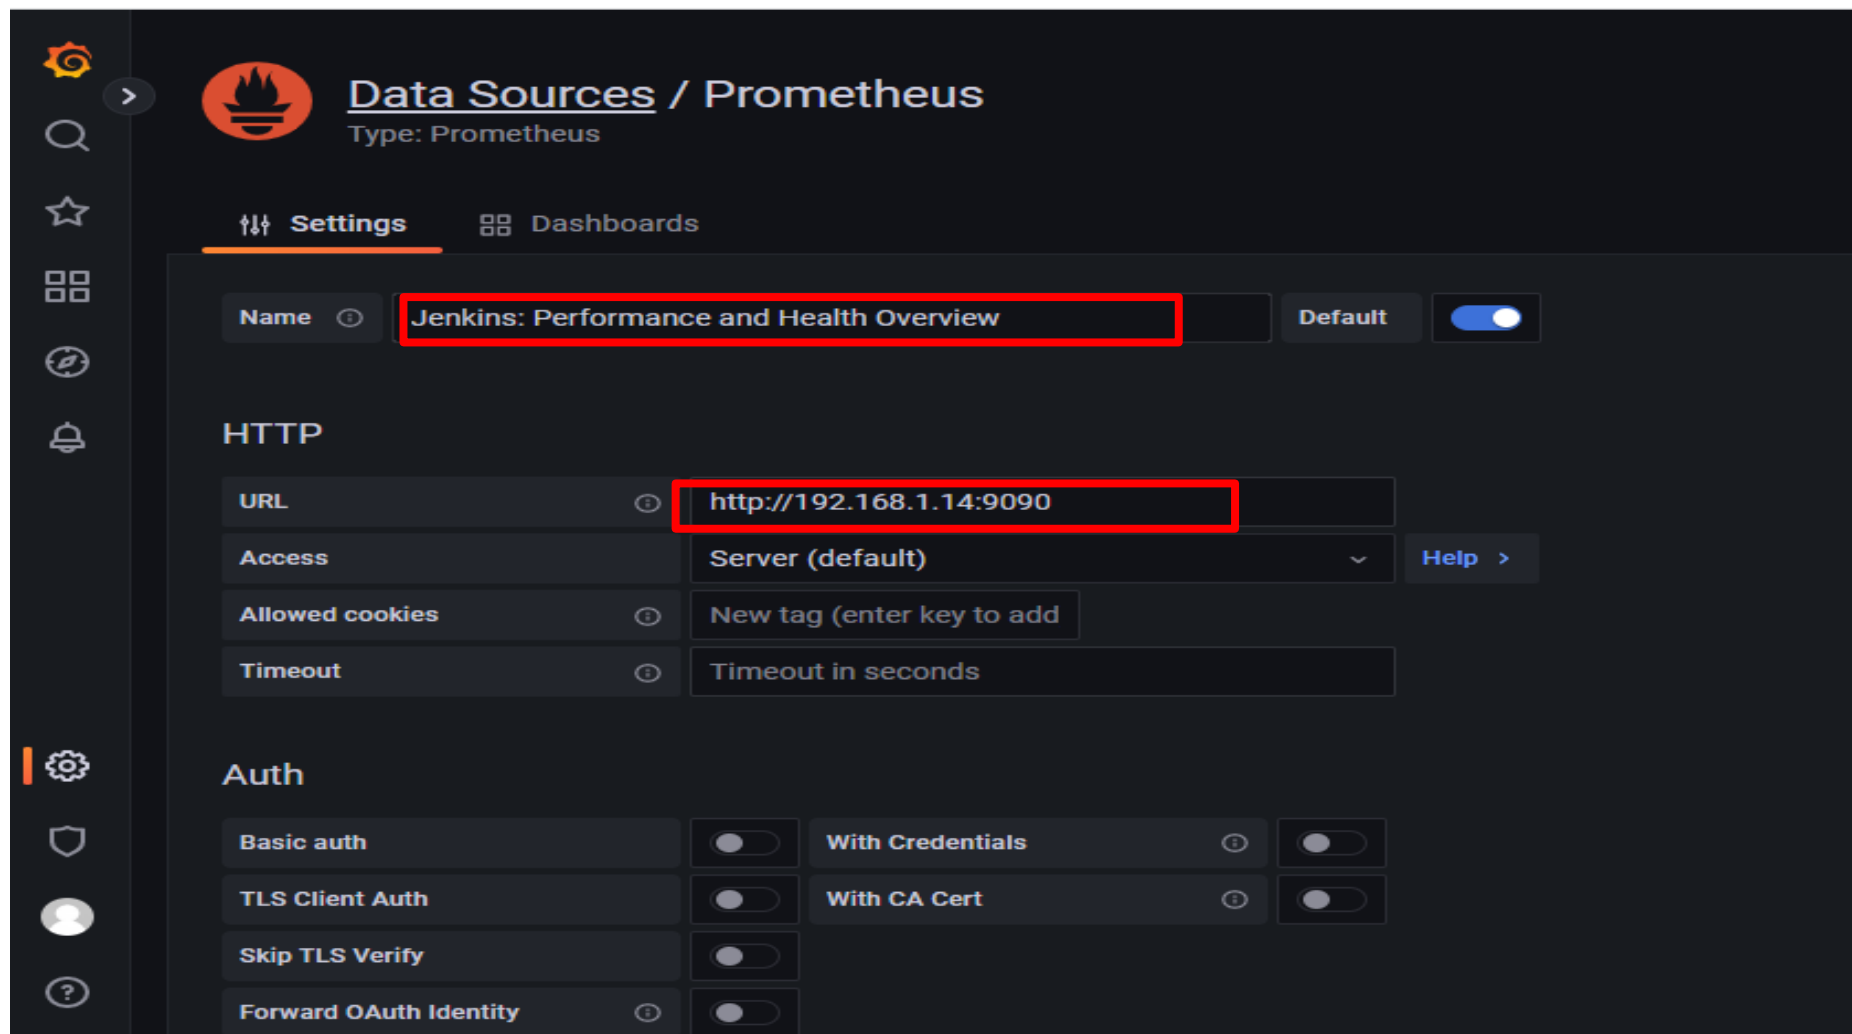 Data Sources / Prometheus
Type: Prometheus
Settings Dashboards
Name Jenkins: Performance and Health Overview Default
HTTP
URL http://192.168.1.14:9090
Access Server (default) Help >
Allowed cookies New tag (enter key to add
Timeout Timeout in seconds
Auth
Basic auth With Credentials
TLS Client Auth With CA Cert
Skip TLS Verify
Forward OAuth Identity